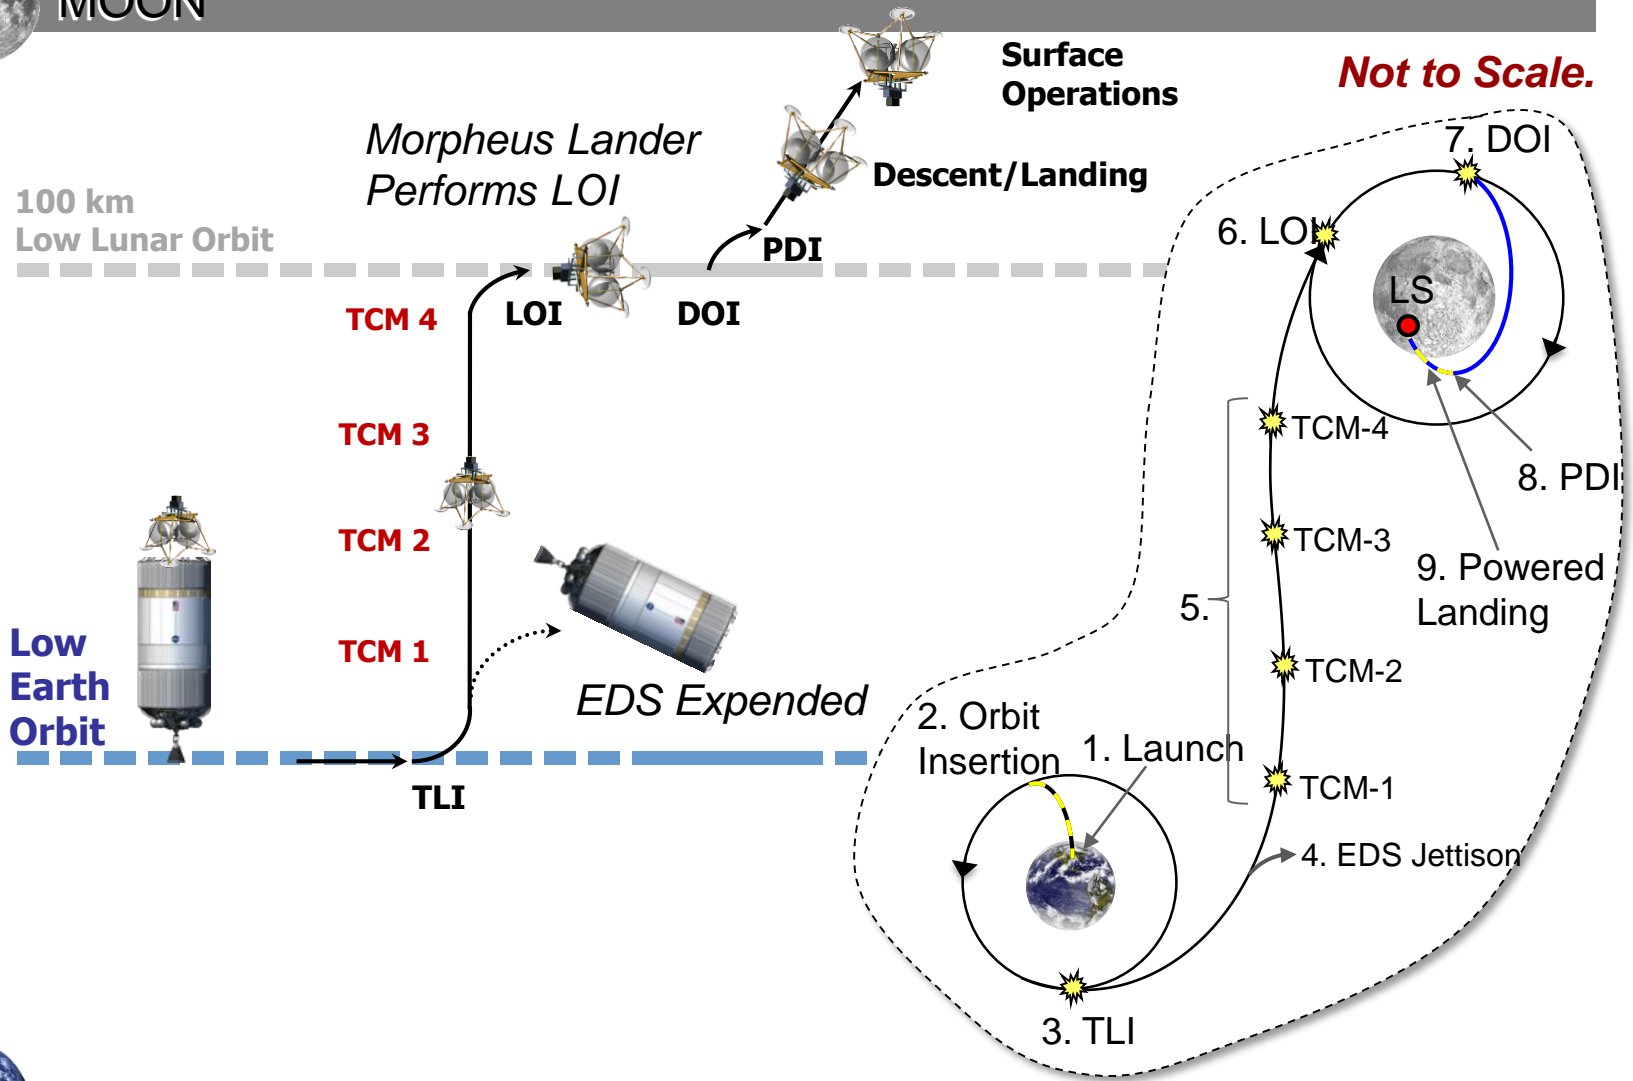 MOON
Surface
Operations
Not to Scale.
Morpheus Lander
Performs LOI
Descent/Landing
100 km
Low Lunar Orbit
PDI
LOI
DOI
TCM 4
TCM 3
TCM 2
TCM 1
Low
Earth
Orbit
EDS Expended
TLI
7. DOI
6. LOI
LS
TCM-4
8. PDI
TCM-3
9. Powered
Landing
5.
TCM-2
2. Orbit
Insertion
1. Launch
TCM-1
4. EDS Jettison
3. TLI